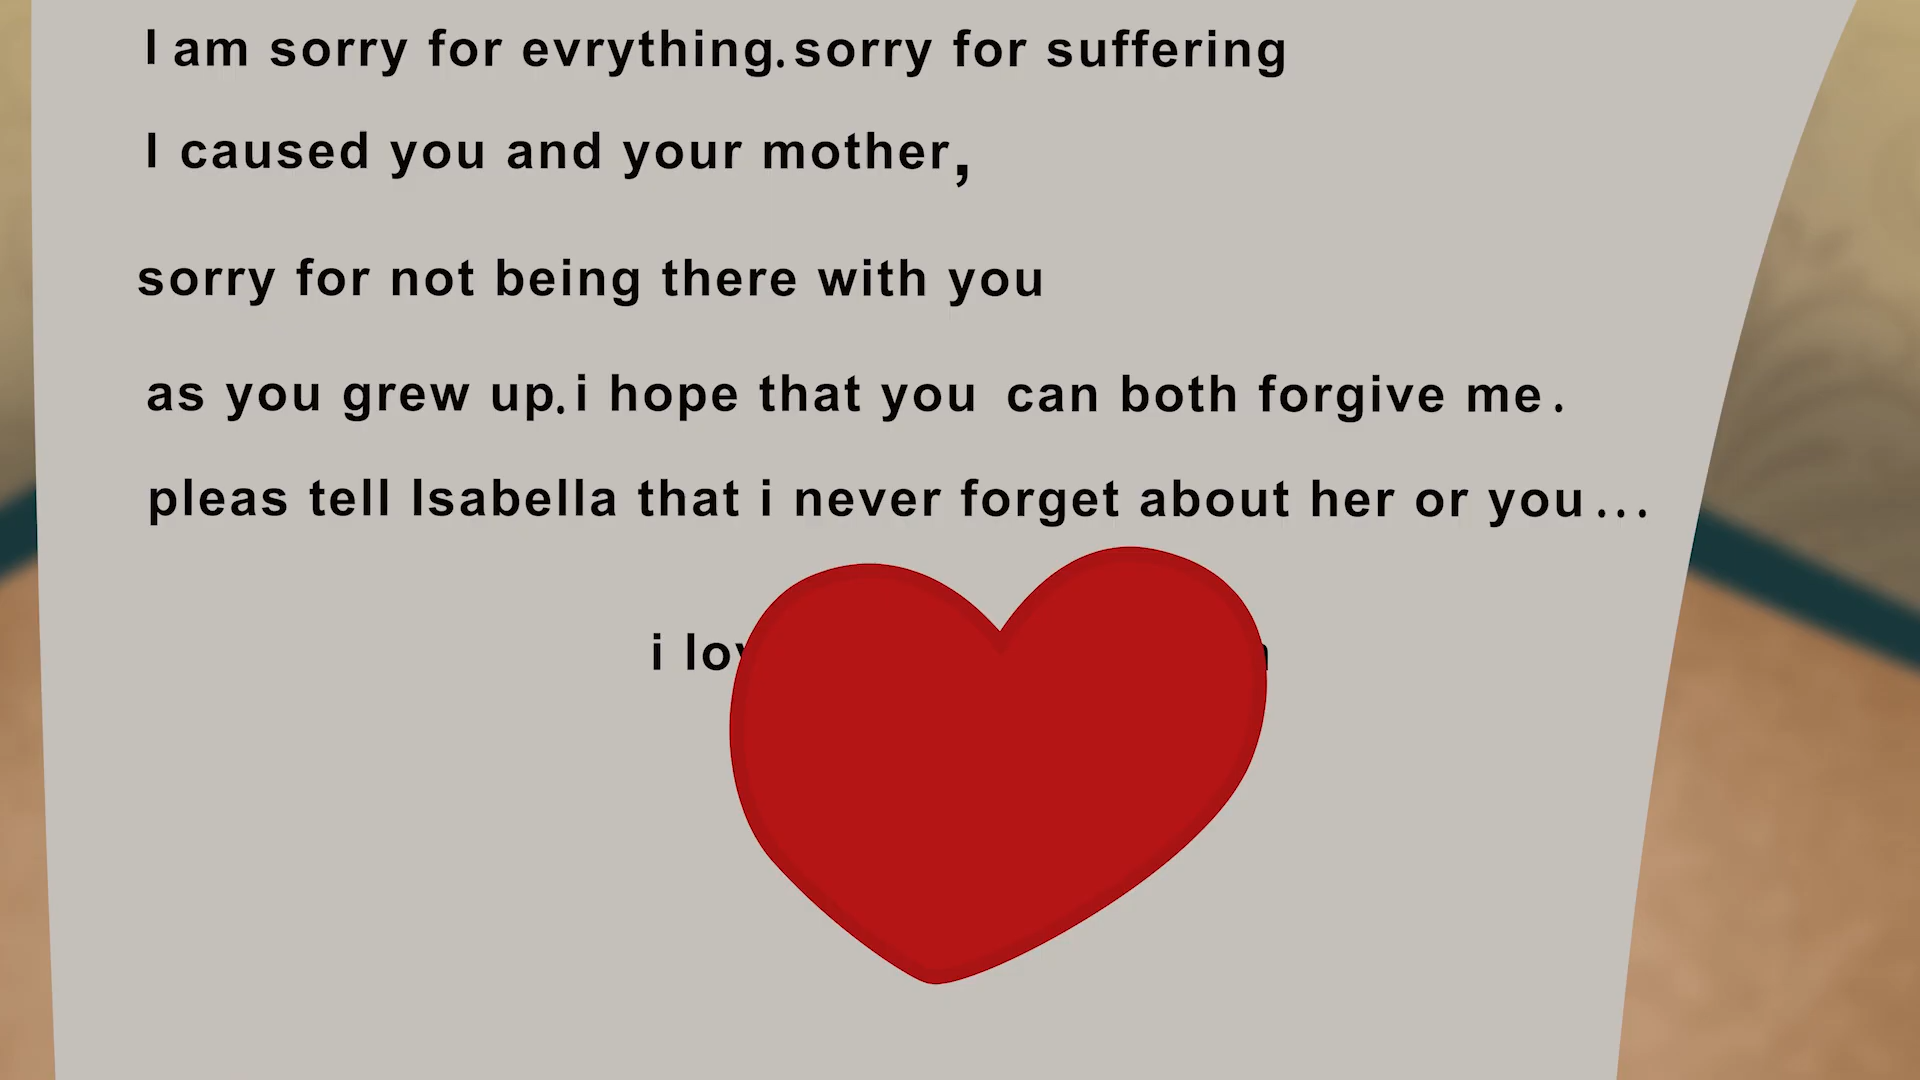 I am sorry for evrything.sorry for suffering
I caused you and your mother,
sorry for not being there with you
as you grew up.i hope that you can both forgive me.
pleas tell Isabella that i never forget about her or you...
i